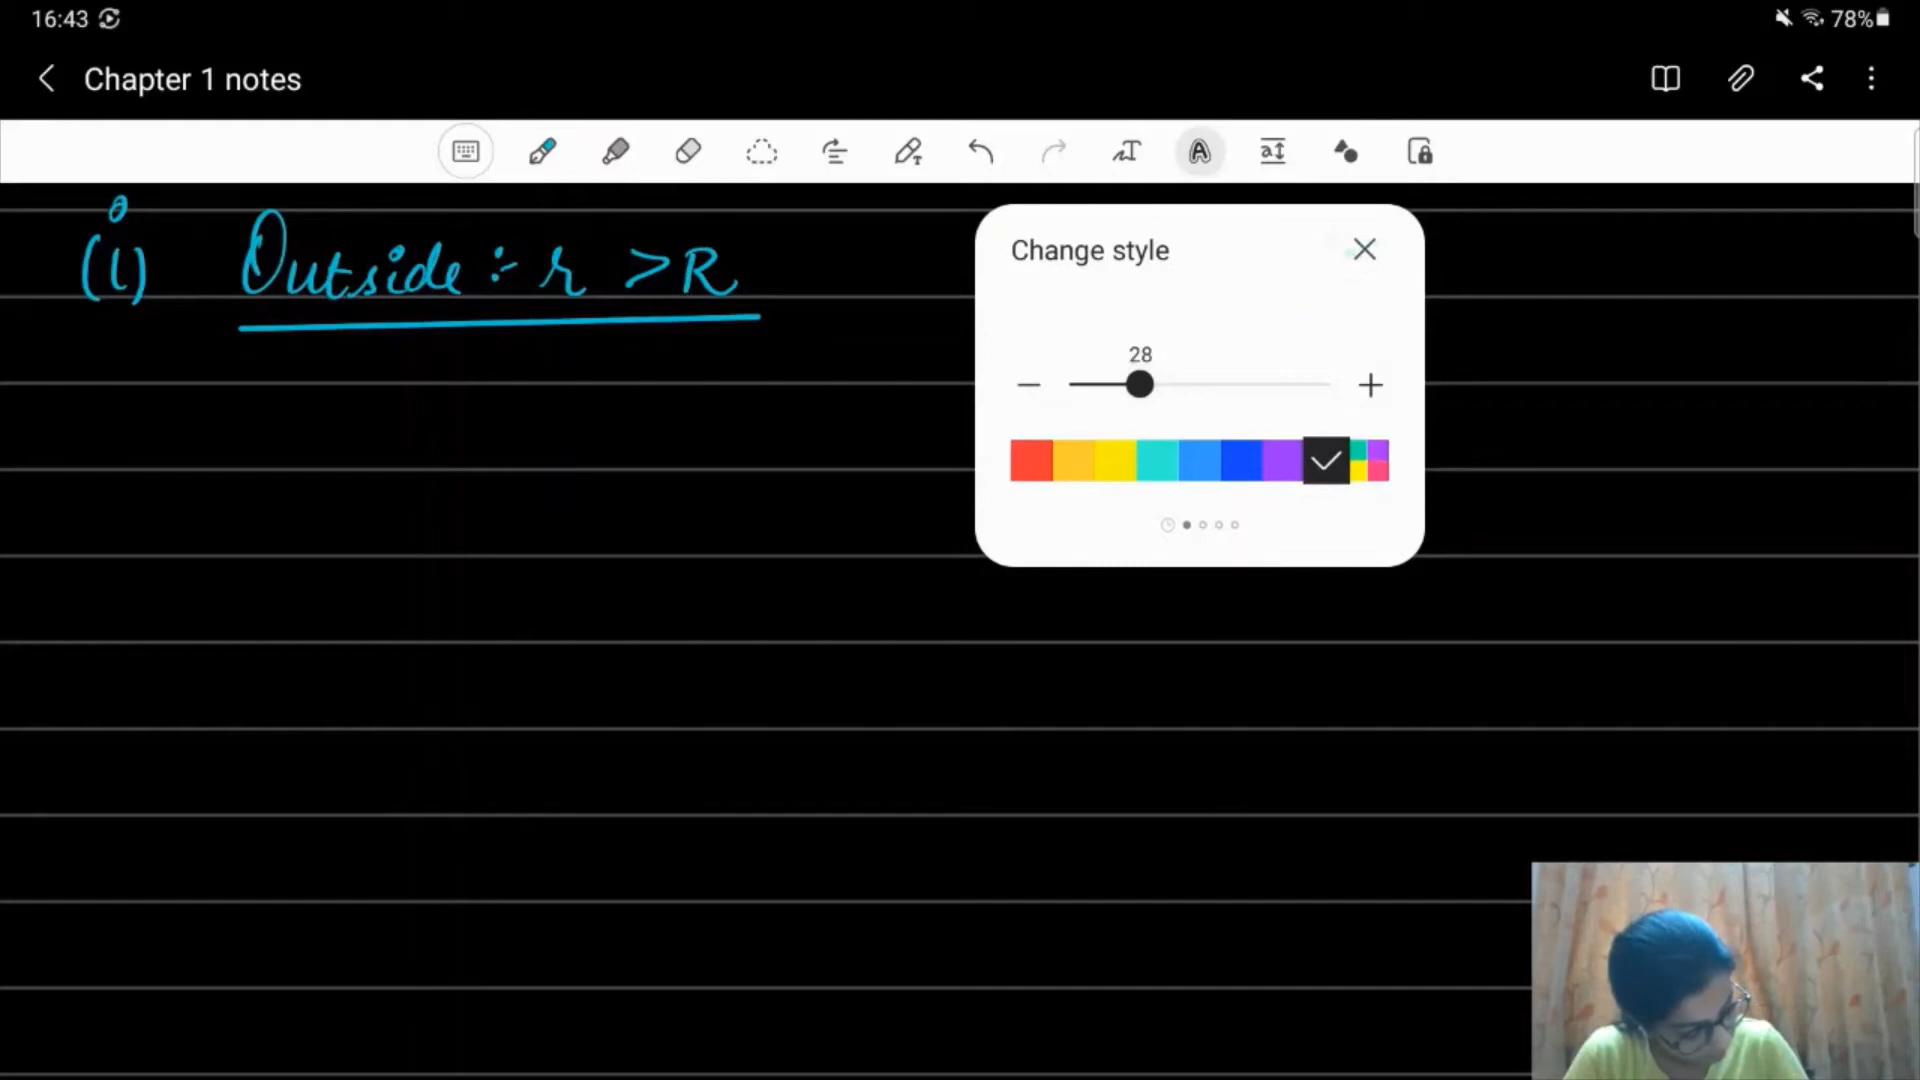 16:43 78%
Chapter 1 notes
(i) Outside :- r > R
Change style
28